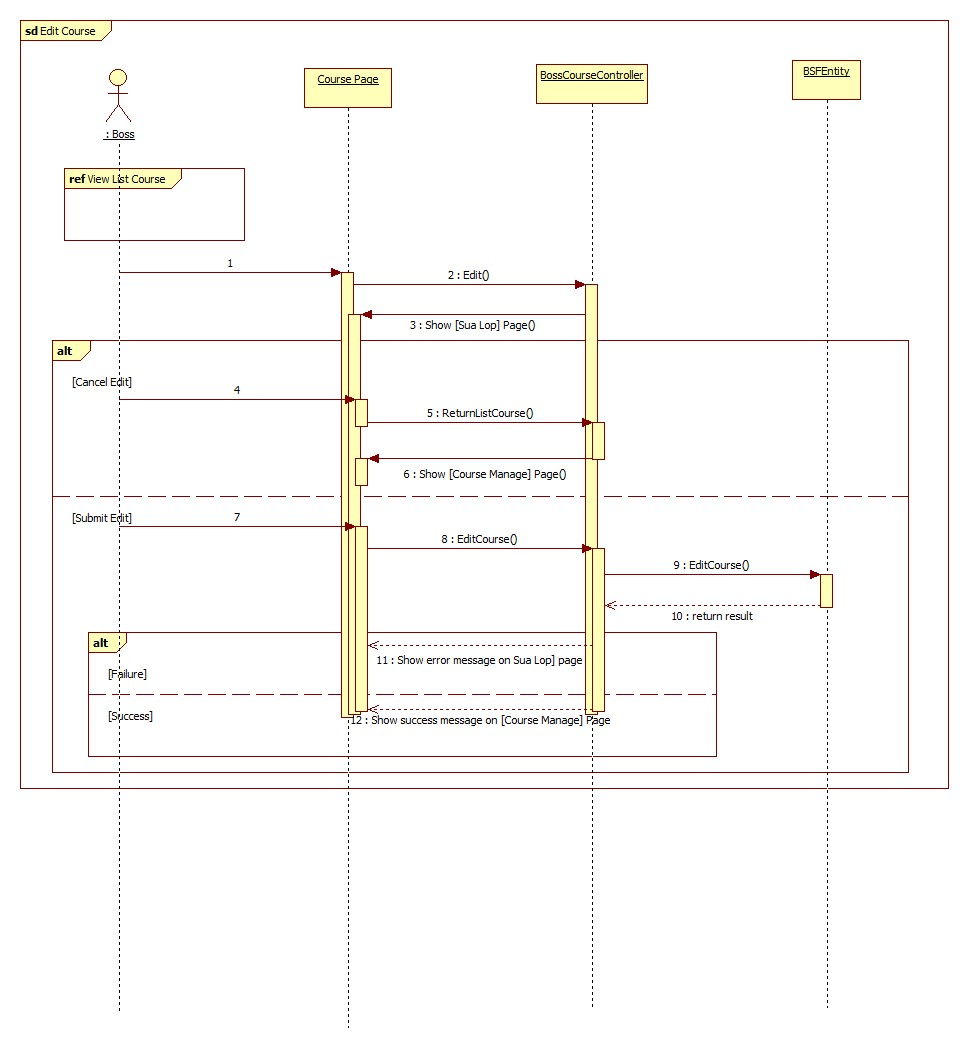 sd Edit Course
Course Page
BossCourseController
BSFEntity
: Boss
ref View List Course
1
2 : Edit()
3 : Show [Sua Lop] Page()
alt
[Cancel Edit]
4
5 : ReturnListCourse()
6 : Show [Course Manage] Page()
[Submit Edit]
7
8 : EditCourse()
9 : EditCourse()
10 : return result
alt
11 : Show error message on Sua Lop] page
[Failure]
[Success]
12 : Show success message on [Course Manage] Page